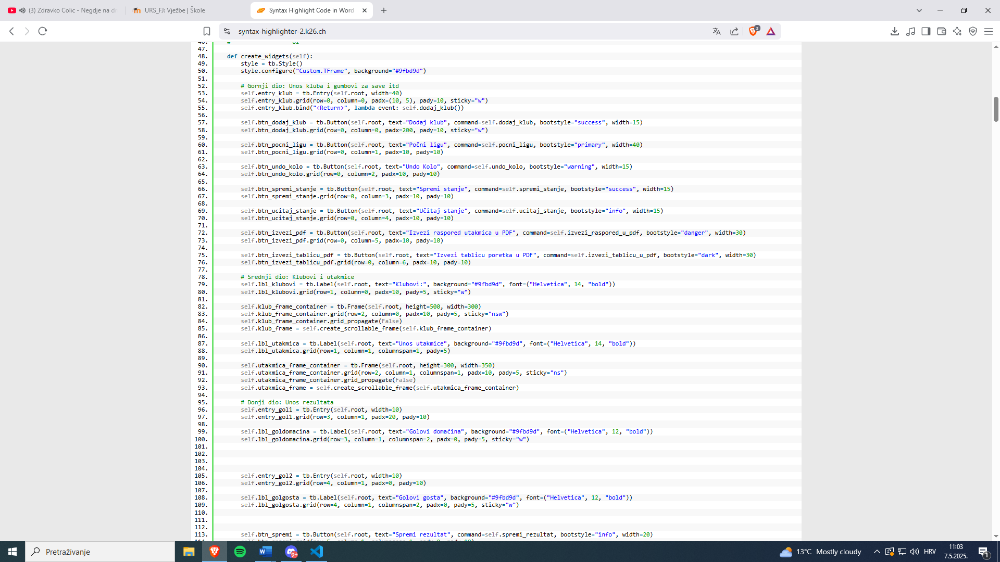 (3) Zdravko Colic - Negdje na d
URS_FJ: Vježbe | Škole
Syntax Highlight Code in Word
syntax-highlighter-2.k26.ch
2
47.
48. def create_widgets(self):
49. style = tb.Style()
50. style.configure("Custom.TFrame", background="#9fbd9d")
51.
52. # Gornji dio: Unos kluba i gumbovi za save itd
53. self.entry_klub = tb.Entry(self.root, width=40)
54. self.entry_klub.grid(row=0, column=0, padx=(10, 5), pady=10, sticky="w")
55. self.entry_klub.bind("<Return>", lambda event: self.dodaj_klub())
56.
57. self.btn_dodaj_klub = tb.Button(self.root, text="Dodaj klub", command=self.dodaj_klub, bootstyle="success", width=15)
58. self.btn_dodaj_klub.grid(row=0, column=0, padx=200, pady=10, sticky="w")
59.
60. self.btn_pocni_ligu = tb.Button(self.root, text="Počni ligu", command=self.pocni_ligu, bootstyle="primary", width=40)
61. self.btn_pocni_ligu.grid(row=0, column=1, padx=10, pady=10)
62.
63. self.btn_undo_kolo = tb.Button(self.root, text="Undo Kolo", command=self.undo_kolo, bootstyle="warning", width=15)
64. self.btn_undo_kolo.grid(row=0, column=2, padx=10, pady=10)
65.
66. self.btn_spremi_stanje = tb.Button(self.root, text="Spremi stanje", command=self.spremi_stanje, bootstyle="success", width=15)
67. self.btn_spremi_stanje.grid(row=0, column=3, padx=10, pady=10)
68.
69. self.btn_ucitaj_stanje = tb.Button(self.root, text="Učitaj stanje", command=self.ucitaj_stanje, bootstyle="info", width=15)
70. self.btn_ucitaj_stanje.grid(row=0, column=4, padx=10, pady=10)
71.
72. self.btn_izvezi_pdf = tb.Button(self.root, text="Izvezi raspored utakmica u PDF", command=self.izvezi_raspored_u_pdf, bootstyle="danger", width=30)
73. self.btn_izvezi_pdf.grid(row=0, column=5, padx=10, pady=10)
74.
75. self.btn_izvezi_tablicu_pdf = tb.Button(self.root, text="Izvezi tablicu poretka u PDF", command=self.izvezi_tablicu_u_pdf, bootstyle="dark", width=30)
76. self.btn_izvezi_tablicu_pdf.grid(row=0, column=6, padx=10, pady=10)
77.
78. # Srednji dio: Klubovi i utakmice
79. self.lbl_klubovi = tb.Label(self.root, text="Klubovi:", background="#9fbd9d", font=("Helvetica", 14, "bold"))
80. self.lbl_klubovi.grid(row=1, column=0, padx=10, pady=5, sticky="w")
81.
82. self.klub_frame_container = tb.Frame(self.root, height=500, width=300)
83. self.klub_frame_container.grid(row=2, column=0, padx=10, pady=5, sticky="nsw")
84. self.klub_frame_container.grid_propagate(False)
85. self.klub_frame = self.create_scrollable_frame(self.klub_frame_container)
86.
87. self.lbl_utakmica = tb.Label(self.root, text="Unos utakmice", background="#9fbd9d", font=("Helvetica", 14, "bold"))
88. self.lbl_utakmica.grid(row=1, column=1, columnspan=1, pady=5)
89.
90. self.utakmica_frame_container = tb.Frame(self.root, height=300, width=350)
91. self.utakmica_frame_container.grid(row=2, column=1, columnspan=1, padx=10, pady=5, sticky="ns")
92. self.utakmica_frame_container.grid_propagate(False)
93. self.utakmica_frame = self.create_scrollable_frame(self.utakmica_frame_container)
94.
95. # Donji dio: Unos rezultata
96. self.entry_gol1 = tb.Entry(self.root, width=10)
97. self.entry_gol1.grid(row=3, column=1, padx=20, pady=10)
98.
99. self.lbl_goldomacina = tb.Label(self.root, text="Golovi domaćina", background="#9fbd9d", font=("Helvetica", 12, "bold"))
100. self.lbl_goldomacina.grid(row=3, column=1, columnspan=2, padx=0, pady=5, sticky="w")
101.
102.
103.
104.
105. self.entry_gol2 = tb.Entry(self.root, width=10)
106. self.entry_gol2.grid(row=4, column=1, padx=0, pady=10)
107.
108. self.lbl_golgosta = tb.Label(self.root, text="Golovi gosta", background="#9fbd9d", font=("Helvetica", 12, "bold"))
109. self.lbl_golgosta.grid(row=4, column=1, columnspan=2, padx=0, pady=5, sticky="w")
110.
111.
112.
113. self.btn_spremi = tb.Button(self.root, text="Spremi rezultat", command=self.spremi_rezultat, bootstyle="info", width=20)
Pretraživanje
9+
13°C Mostly cloudy
HRV
11:03
7.5.2025.
1